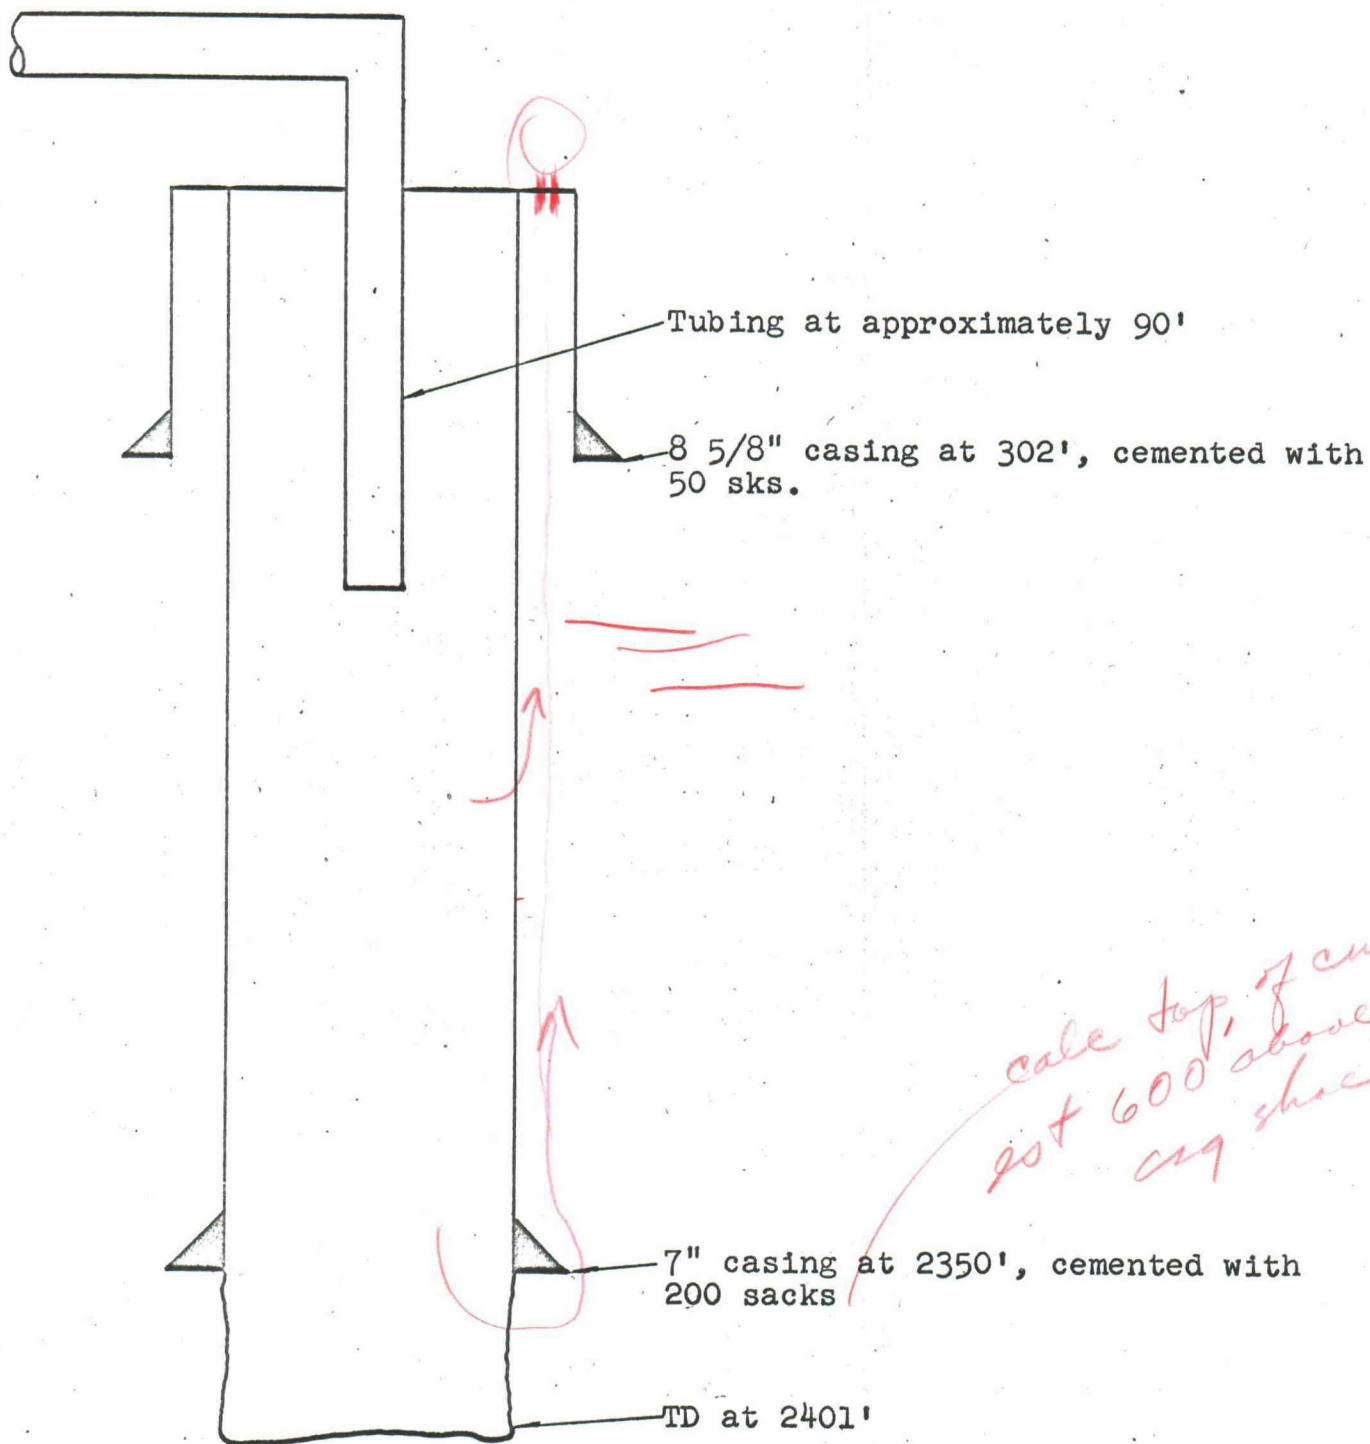 Tubing at approximately 90'
8 5/8" casing at 302', cemented with
50 sks.
calc top, of
est 600 above
csg
7" casing at 2350', cemented with
200 sacks
TD at 2401'